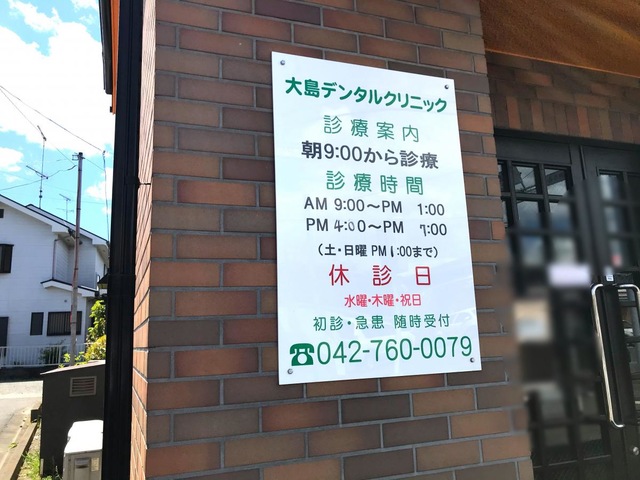 大島デンタルクリニック
診療案内
朝9:00から診療
診療時間
AM 9:00～PM 1:00
PM 4:00～PM 7:00
（土・日曜 PM 1:00まで）
休診日
水曜・木曜・祝日
初診・急患 随時受付
☎042-760-0079